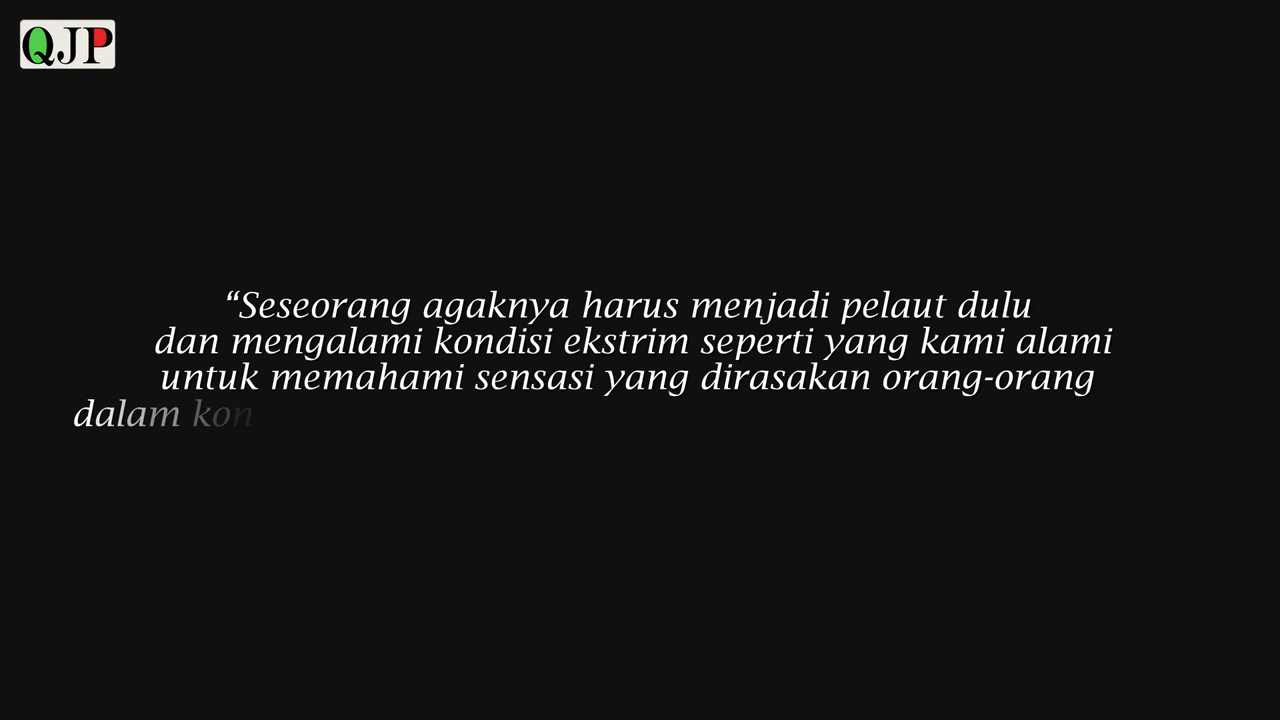 QJP
“Seseorang agaknya harus menjadi pelaut dulu
dan mengalami kondisi ekstrim seperti yang kami alami
untuk memahami sensasi yang dirasakan orang-orang
dalam kon